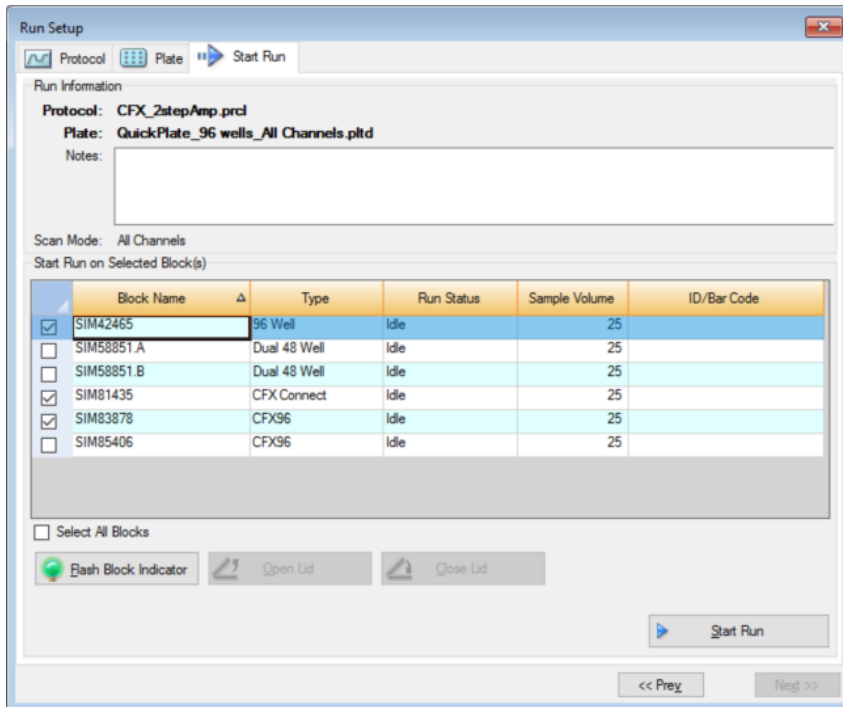 Run Setup
Protocol Plate Start Run
Run Information
Protocol: CFX_2stepAmp.prcl
Plate: QuickPlate_96 wells_All Channels.pltd
Notes:
Scan Mode: All Channels
Start Run on Selected Block(s)
Block Name Type Run Status Sample Volume ID/Bar Code
SIM42465 96 Well Idle 25
SIM58851.A Dual 48 Well Idle 25
SIM58851.B Dual 48 Well Idle 25
SIM81435 CFX Connect Idle 25
SIM83878 CFX96 Idle 25
SIM85406 CFX96 Idle 25
Select All Blocks
Flash Block Indicator Open Lid Close Lid
Start Run
<< Prev Next >>